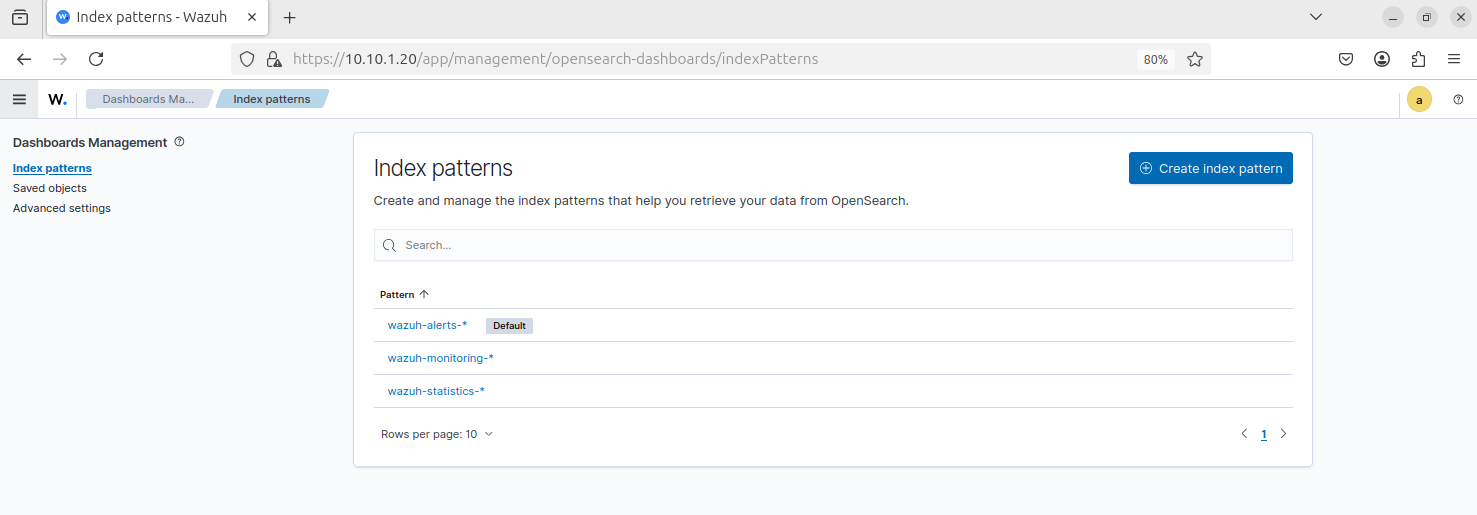 Index patterns - Wazuh
https://10.10.1.20/app/management/opensearch-dashboards/indexPatterns
80%
W.
Dashboards Ma...
Index patterns
a
Dashboards Management
Index patterns
Saved objects
Advanced settings
Index patterns
Create index pattern
Create and manage the index patterns that help you retrieve your data from OpenSearch.
Search...
Pattern
wazuh-alerts-*
Default
wazuh-monitoring-*
wazuh-statistics-*
Rows per page: 10
1